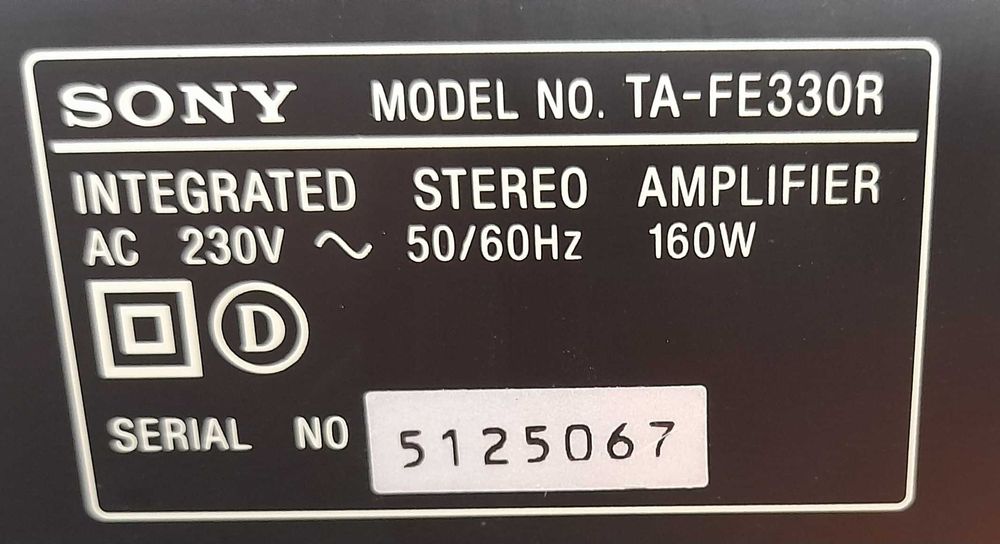 SONY MODEL NO. TA-FE330R
INTEGRATED STEREO AMPLIFIER
AC 230V ~ 50/60Hz 160W
D
SERIAL NO 5125067